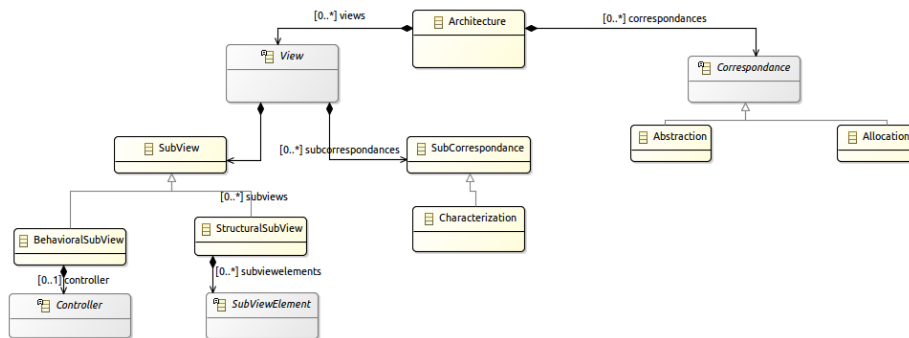 [0..*] views
Architecture
[0..*] correspondances
View
Correspondance
SubView
[0..*] subcorrespondances
SubCorrespondance
Abstraction
Allocation
[0..*] subviews
Characterization
BehavioralSubView
StructuralSubView
[0..1] controller
[0..*] subviewelements
Controller
SubViewElement